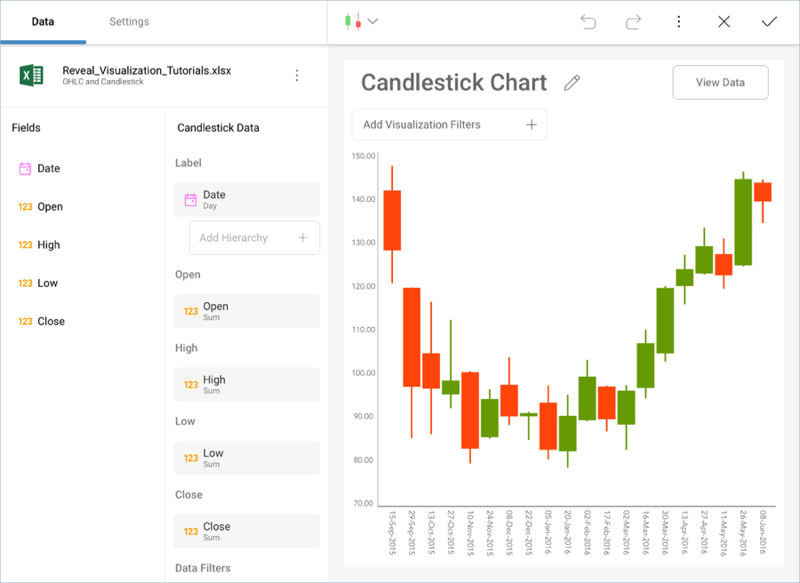 Data
Settings
Reveal_Visualization_Tutorials.xlsx
OHLC and Candlestick
Fields
Date
123 Open
123 High
123 Low
123 Close
Candlestick Data
Label
Date
Day
Add Hierarchy
Open
123 Open
Sum
High
123 High
Sum
Low
123 Low
Sum
Close
123 Close
Sum
Data Filters
Candlestick Chart
View Data
Add Visualization Filters
150.00
140.00
130.00
120.00
110.00
100.00
90.00
80.00
70.00
15-Sep-2015
29-Sep-2015
13-Oct-2015
27-Oct-2015
10-Nov-2015
24-Nov-2015
08-Dec-2015
22-Dec-2015
05-Jan-2016
20-Jan-2016
02-Feb-2016
17-Feb-2016
02-Mar-2016
16-Mar-2016
30-Mar-2016
13-Apr-2016
27-Apr-2016
11-May-2016
26-May-2016
08-Jun-2016